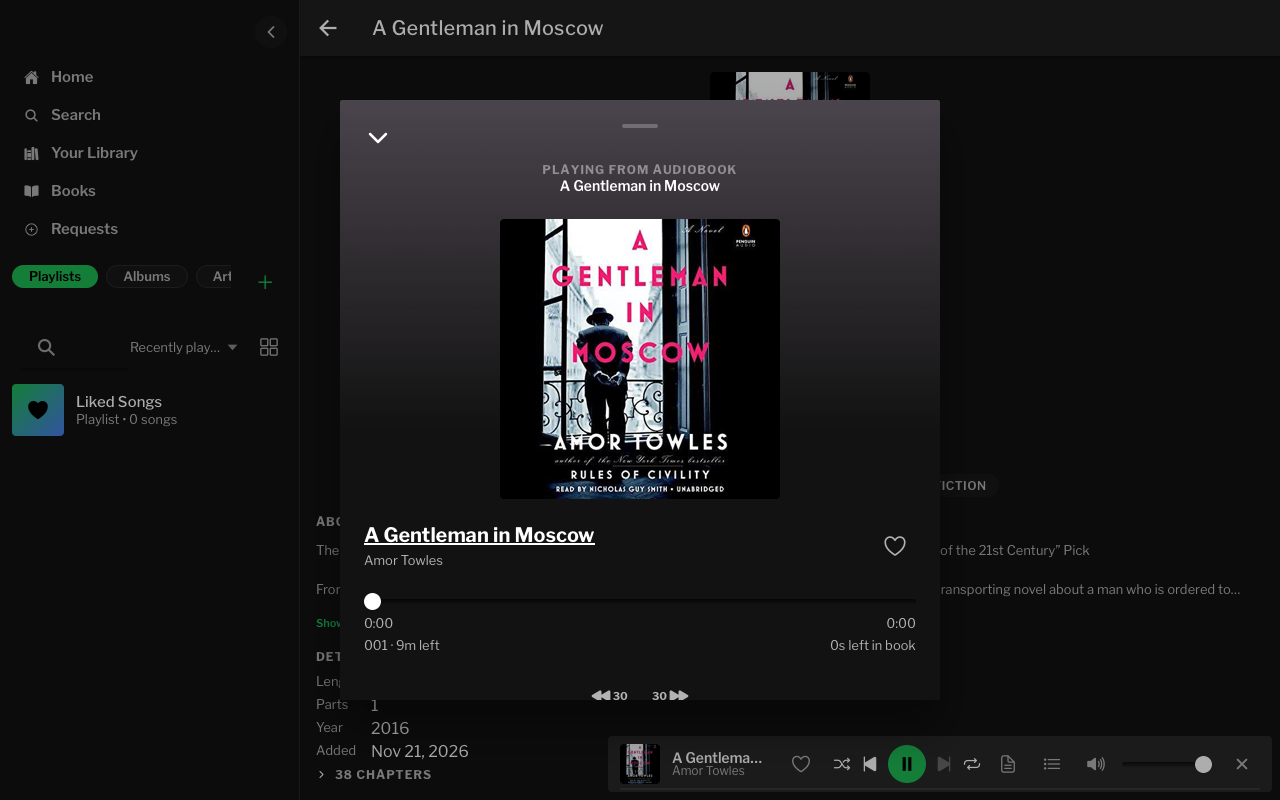 A Gentleman in Moscow
Home
Search
Your Library
Books
Requests
Playlists
Albums
Art
Recently play...
Liked Songs
Playlist • 0 songs
PLAYING FROM AUDIOBOOK
A Gentleman in Moscow
A Novel
PENGUIN
AUDIO
A
GENTLEMAN
IN
MOSCOW
AMOR TOWLES
author of the New York Times bestseller
RULES OF CIVILITY
READ BY NICHOLAS GUY SMITH • UNABRIDGED
A Gentleman in Moscow
Amor Towles
0:00
0:00
001 · 9m left
0s left in book
30
30
of the 21st Century” Pick
ransporting novel about a man who is ordered to...
The
Parts
1
Year
2016
Added
Nov 21, 2026
38 CHAPTERS
A Gentlema...
Amor Towles